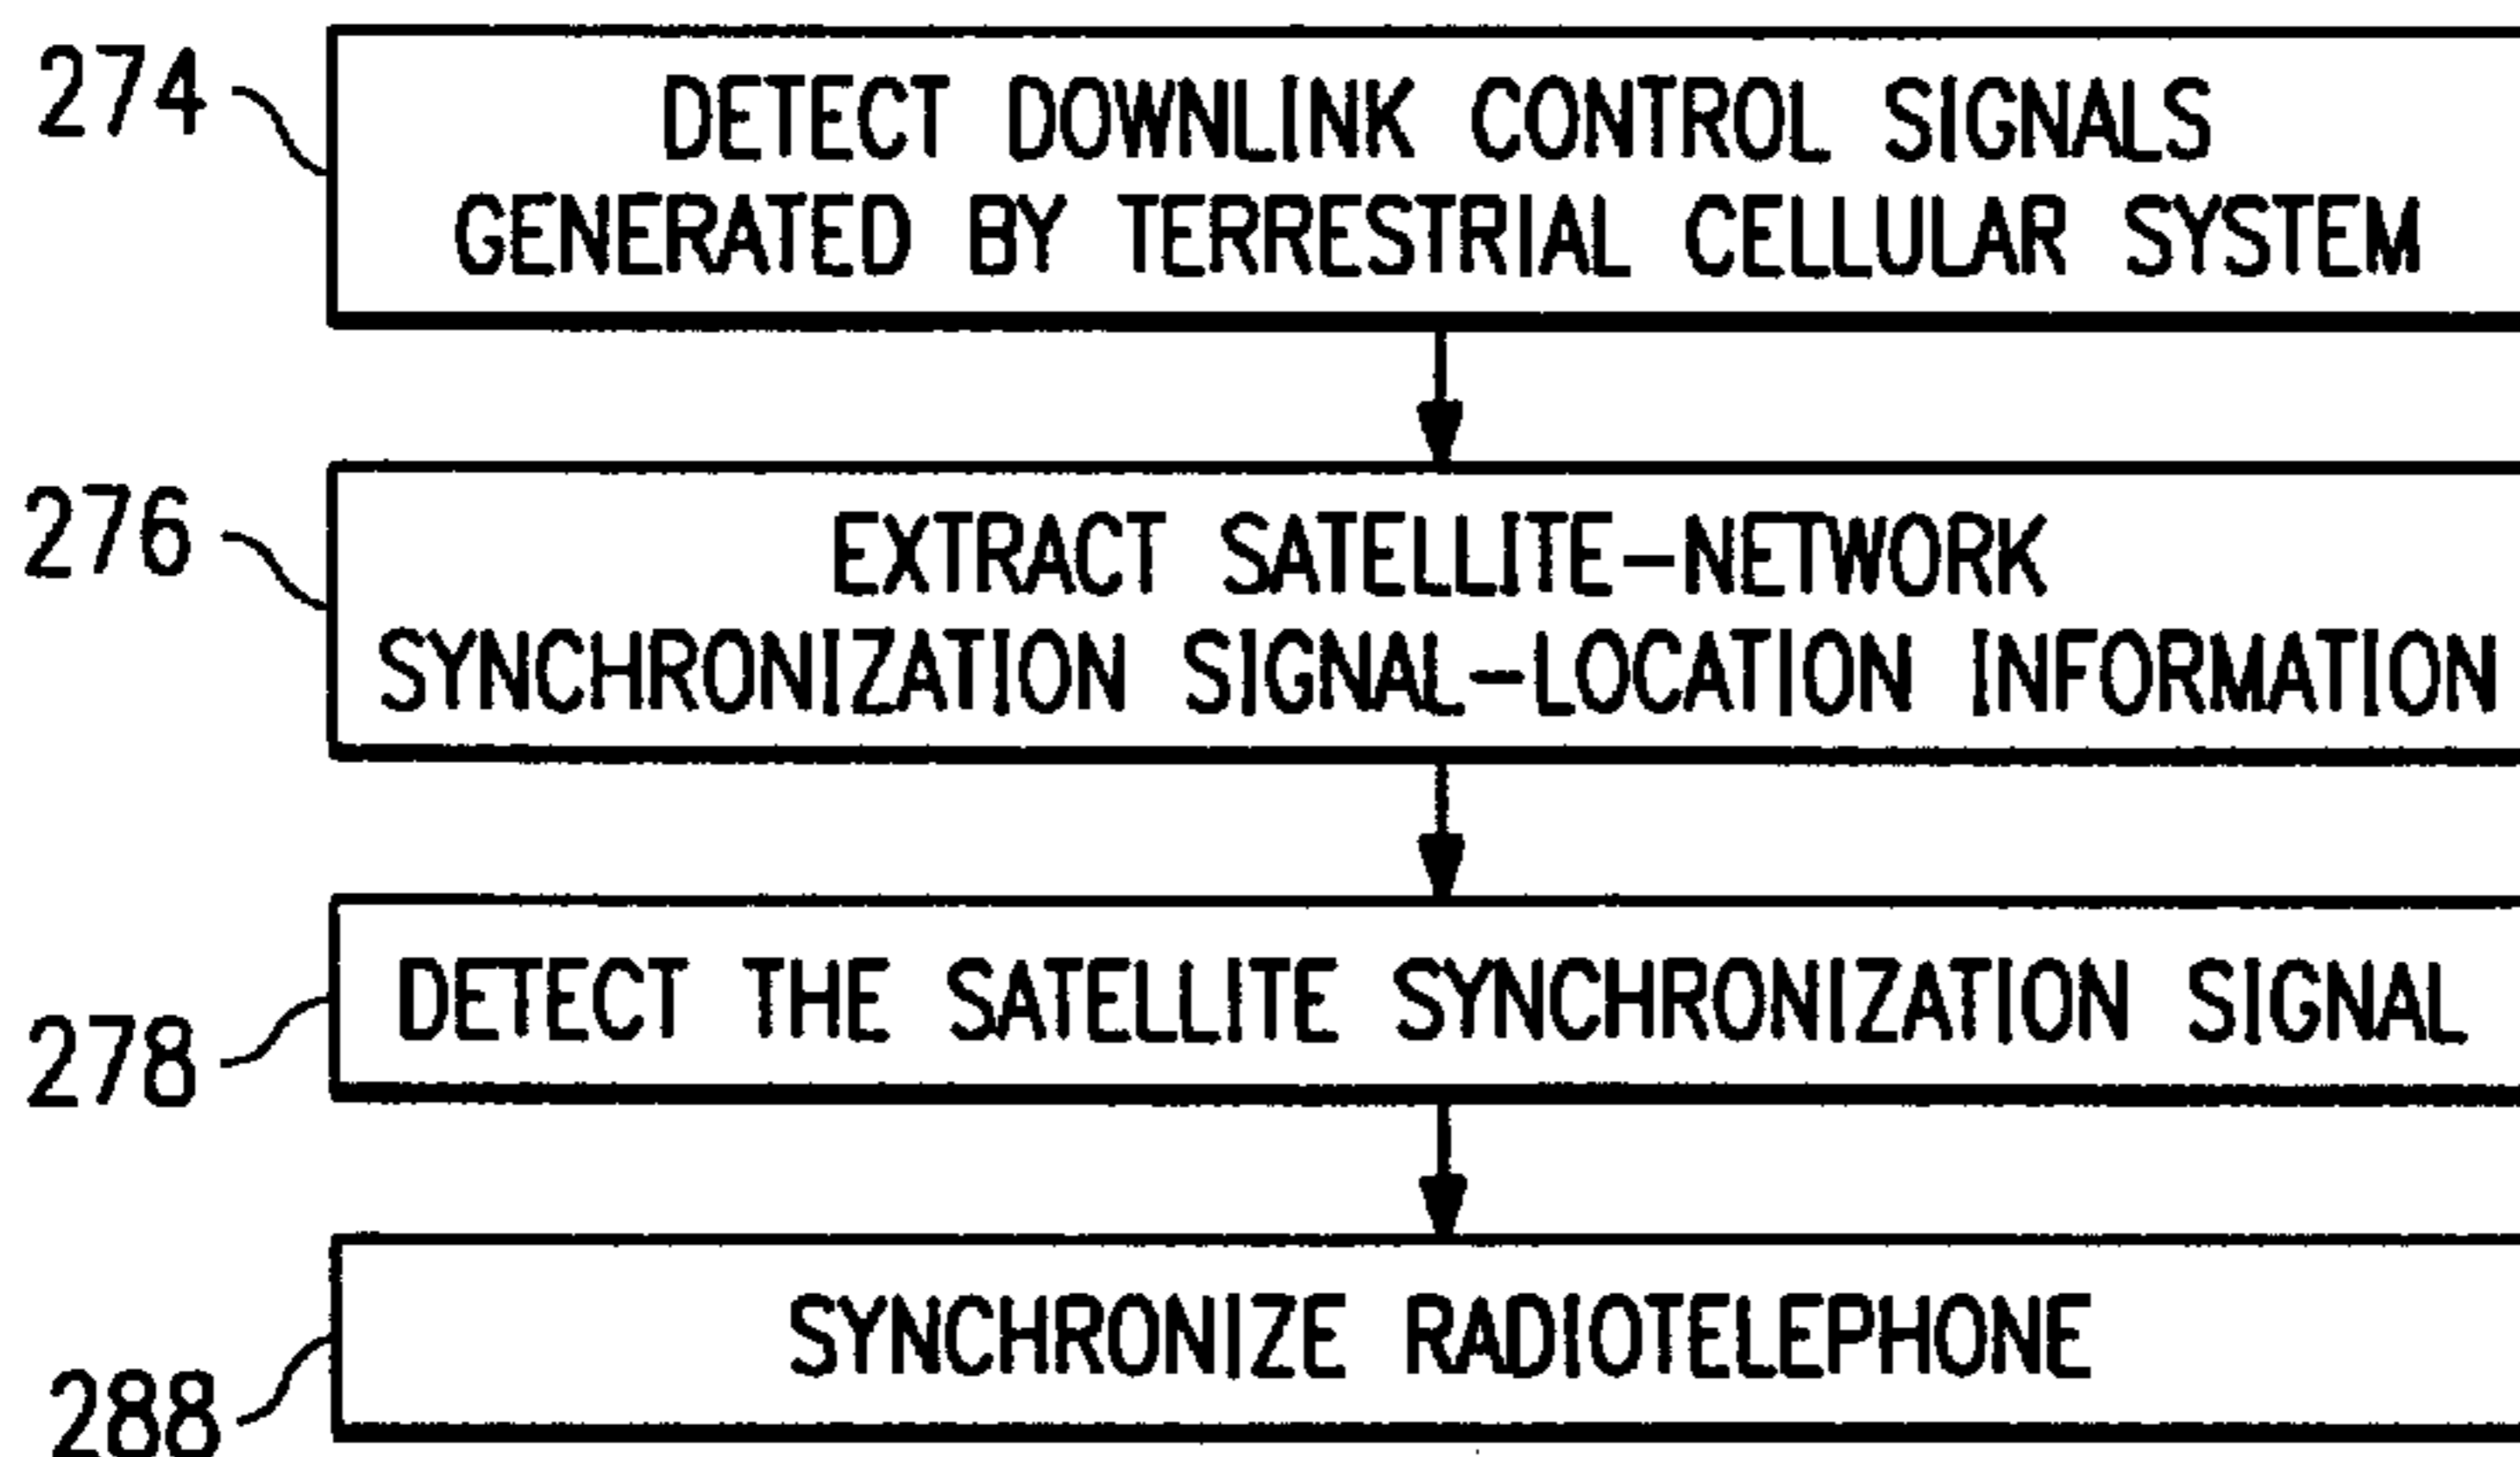 274
DETECT DOWNLINK CONTROL SIGNALS
GENERATED BY TERRESTRIAL CELLULAR SYSTEM
276
EXTRACT SATELLITE-NETWORK
SYNCHRONIZATION SIGNAL-LOCATION INFORMATION
278
DETECT THE SATELLITE SYNCHRONIZATION SIGNAL
288
SYNCHRONIZE RADIOTELEPHONE